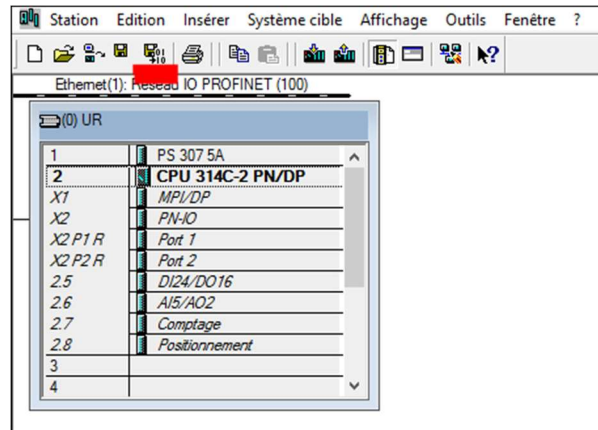 Station Edition Insérer Système cible Affichage Outils Fenêtre ?
Ethernet(1): Réseau IO PROFINET (100)
(0) UR
1 PS 307 5A
2 CPU 314C-2 PN/DP
X1 MPI/DP
X2 PN-IO
X2 P1 R Port 1
X2 P2 R Port 2
2.5 DI24/DO16
2.6 AI5/AO2
2.7 Comptage
2.8 Positionnement
3
4